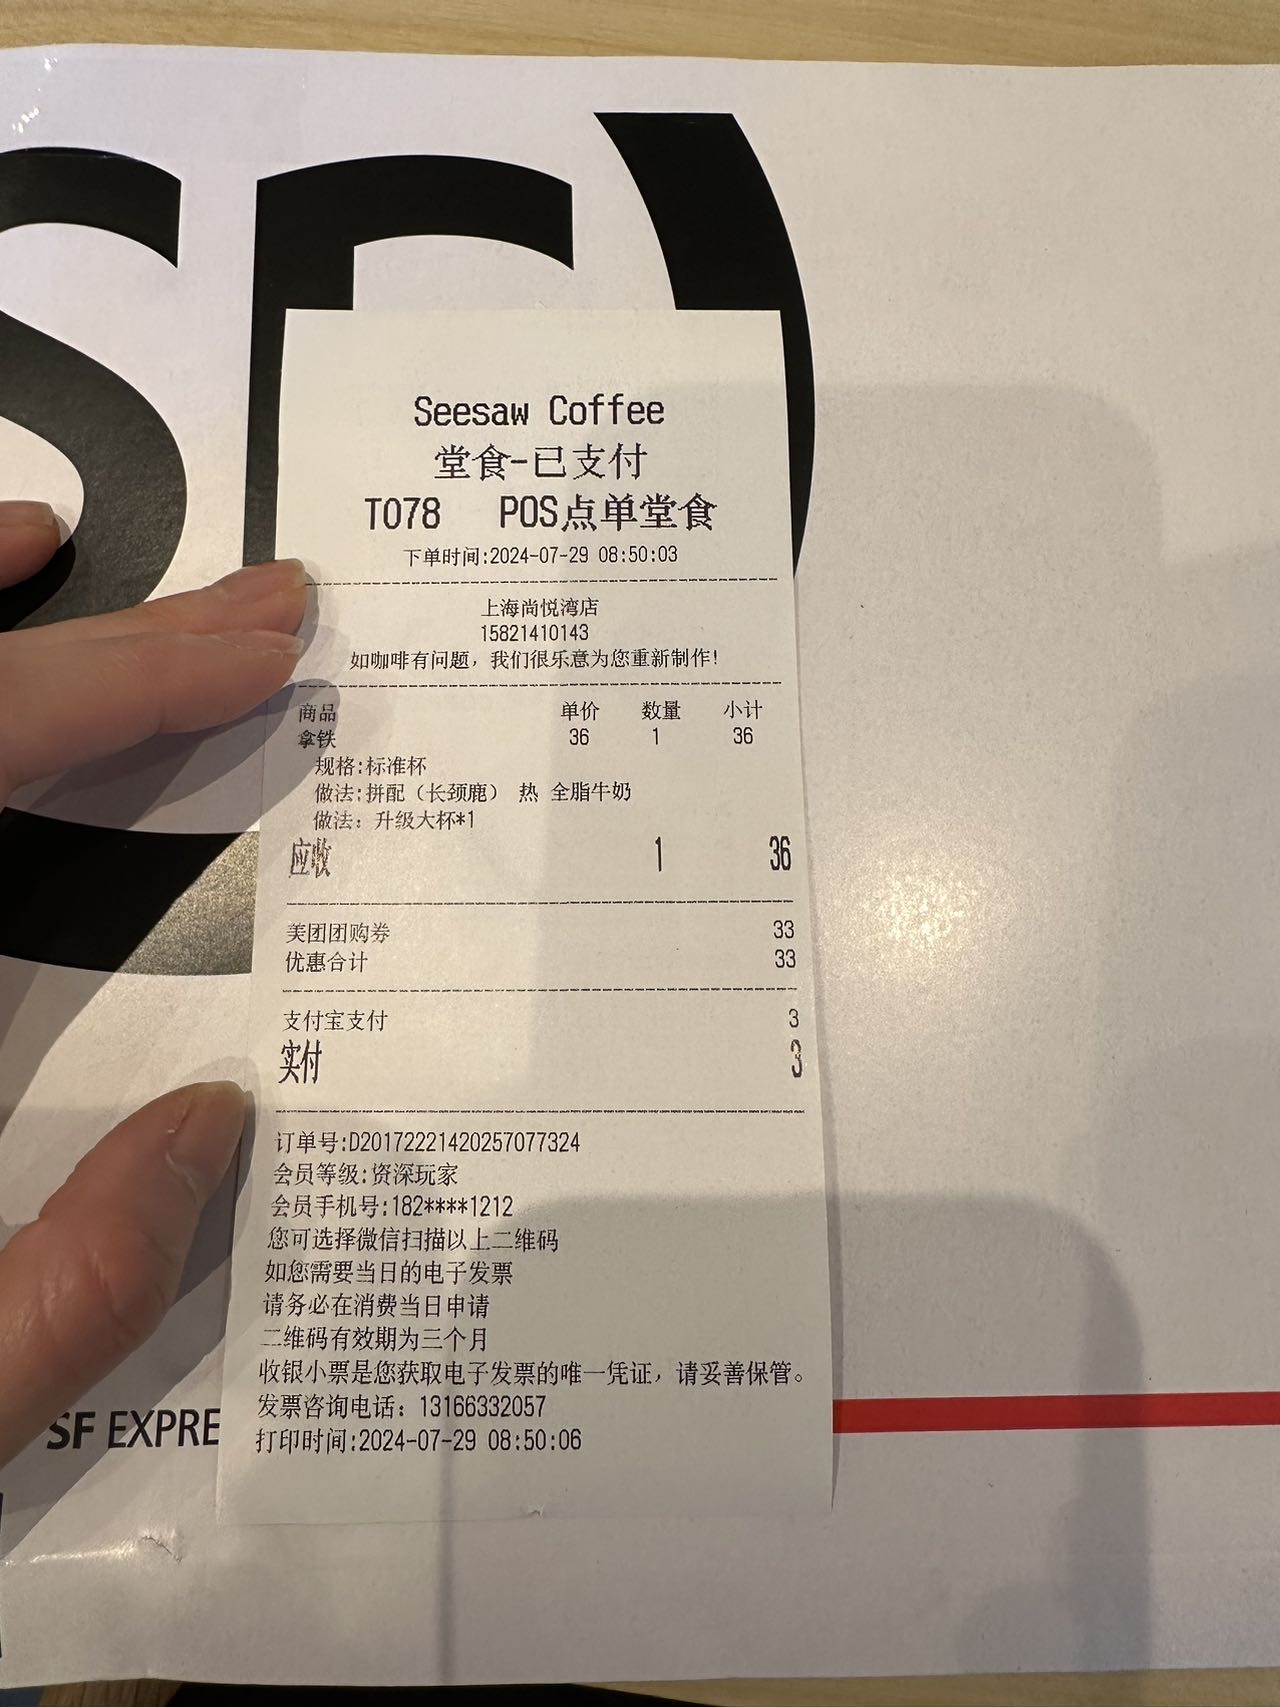 SF)
Seesaw Coffee
堂食-已支付
T078 POS点单堂食
下单时间:2024-07-29 08:50:03
上海尚悦湾店
15821410143
如咖啡有问题，我们很乐意为您重新制作!
商品 单价 数量 小计
拿铁 36 1 36
规格:标准杯
做法:拼配（长颈鹿） 热 全脂牛奶
做法：升级大杯*1
应收 1 36
美团团购券 33
优惠合计 33
支付宝支付 3
实付 3
订单号:D20172221420257077324
会员等级:资深玩家
会员手机号:182****1212
您可选择微信扫描以上二维码
如您需要当日的电子发票
请务必在消费当日申请
二维码有效期为三个月
收银小票是您获取电子发票的唯一凭证，请妥善保管。
发票咨询电话：13166332057
打印时间:2024-07-29 08:50:06
SF EXPRE